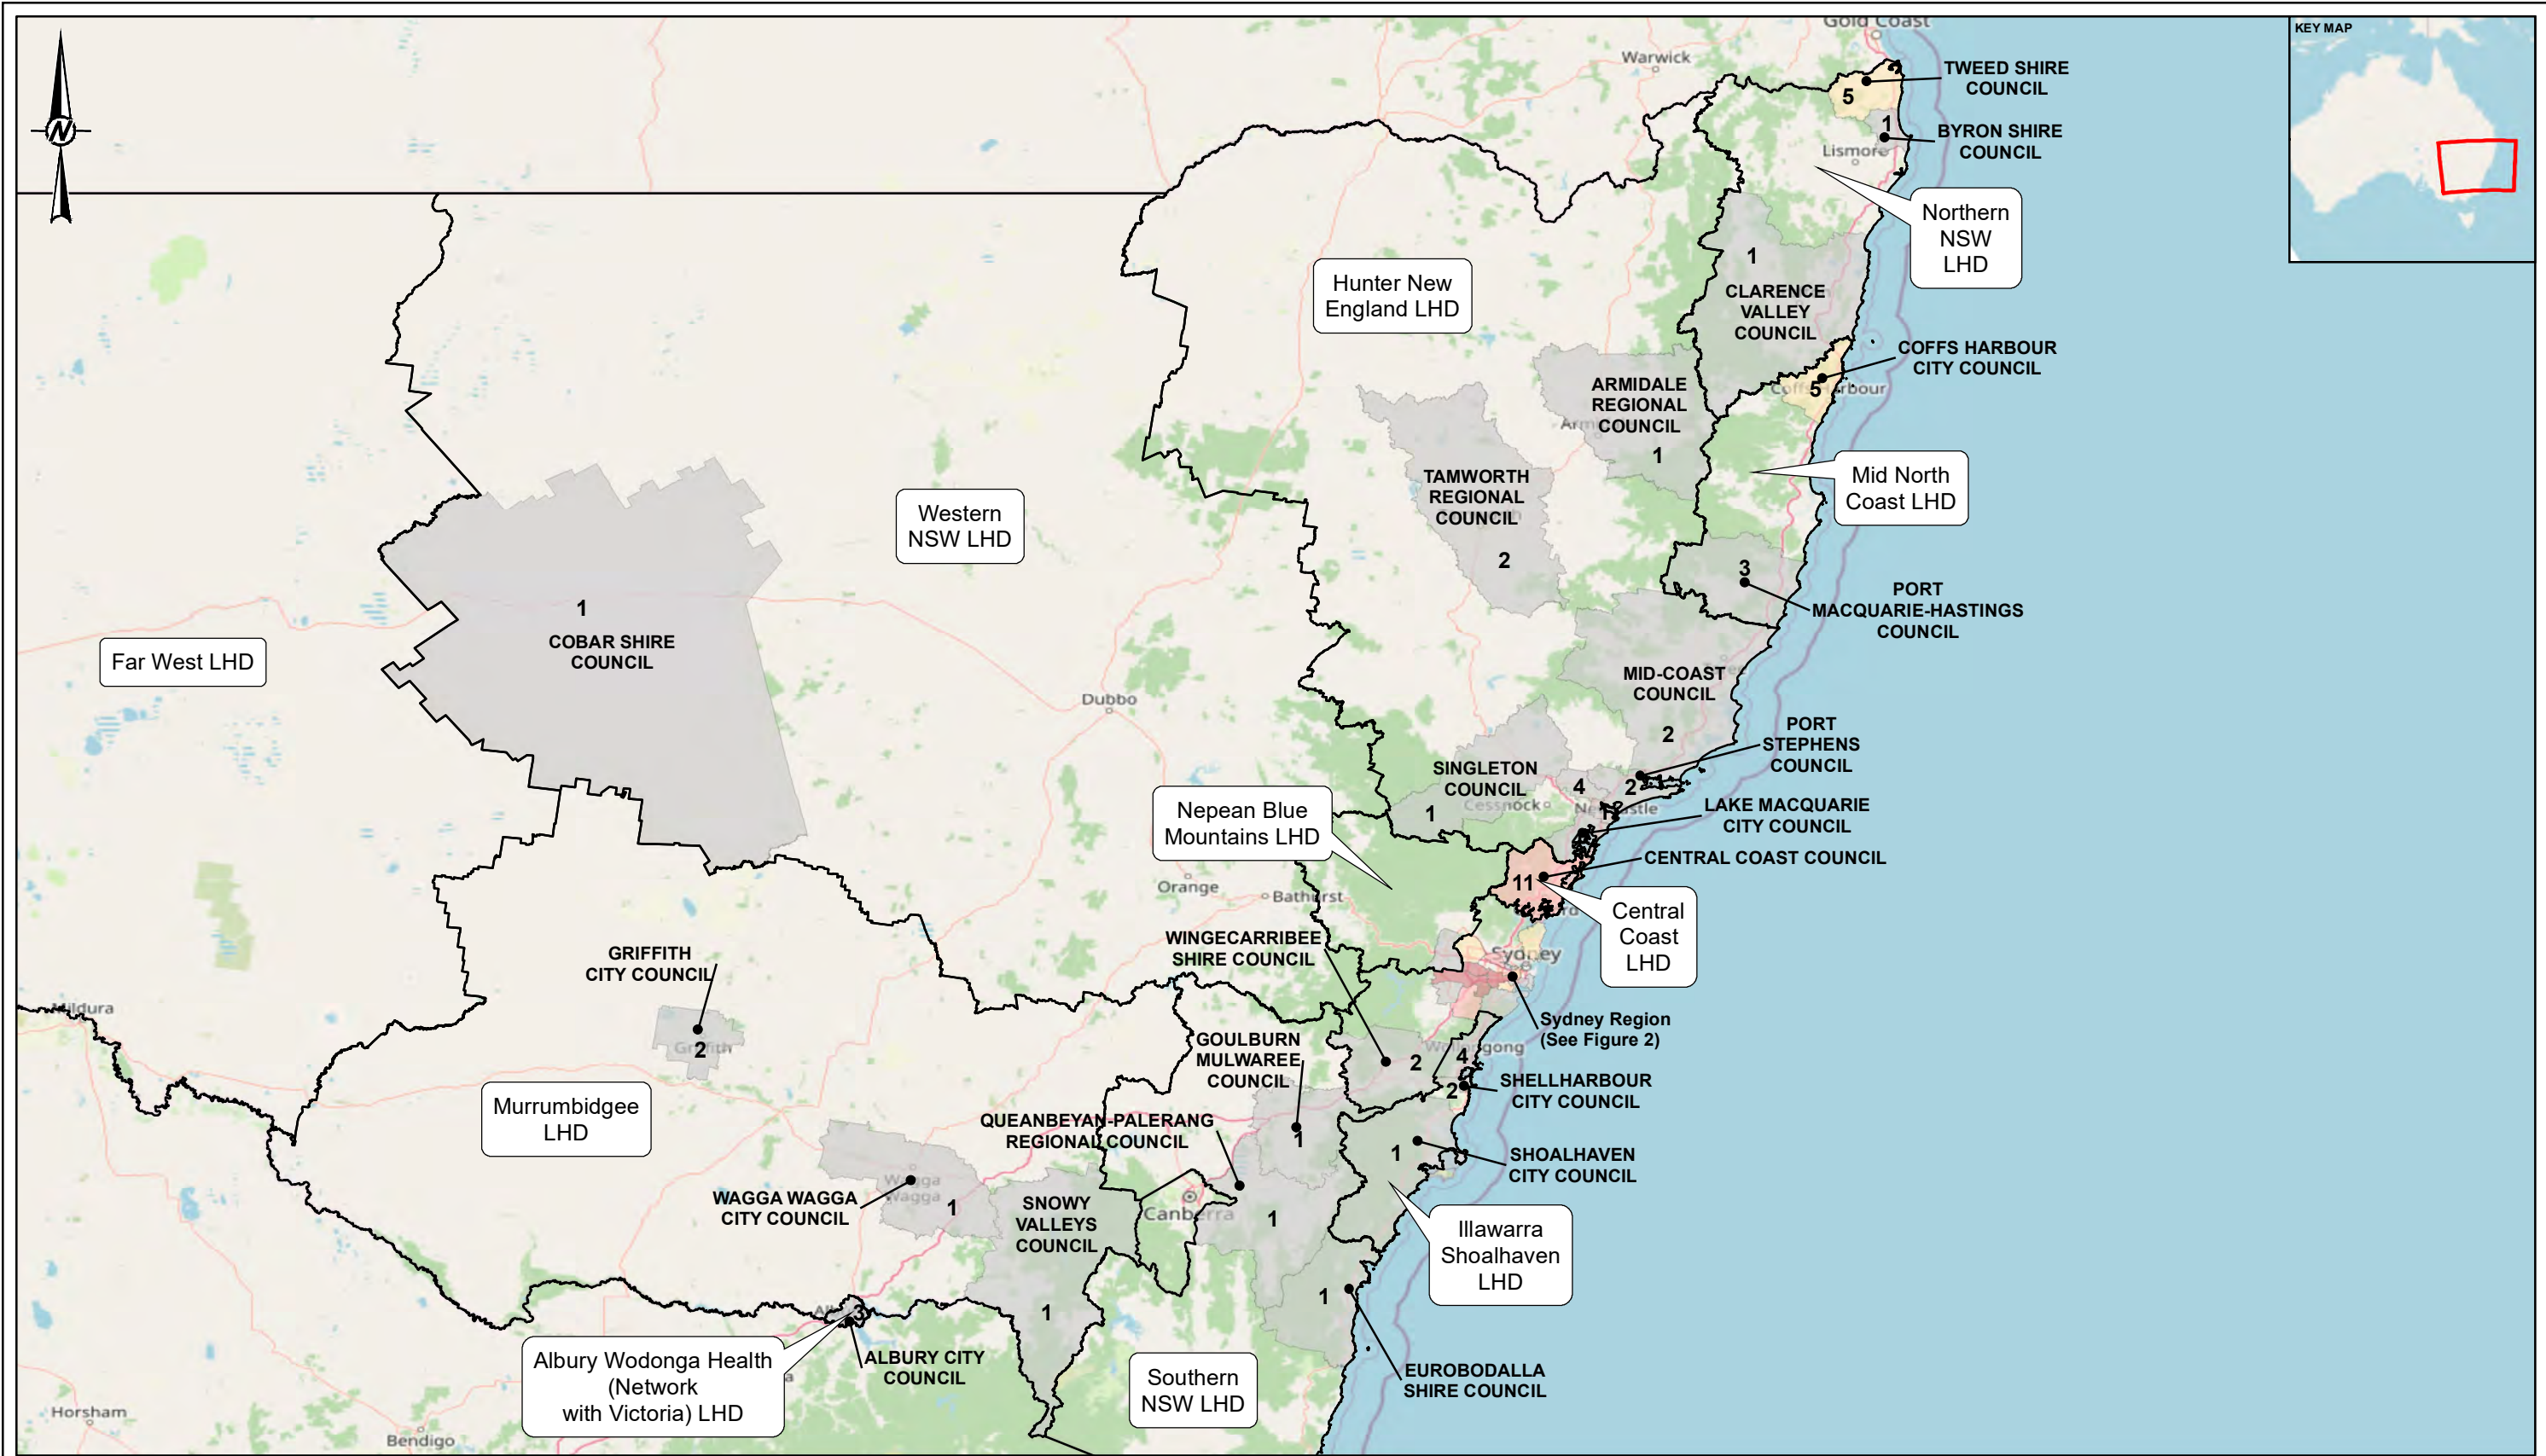 Gold Coast
KEY MAP
Warwick
TWEED SHIRE
COUNCIL
5
N
1
BYRON SHIRE
COUNCIL
Lismore
Northern
NSW
LHD
1
CLARENCE
VALLEY
COUNCIL
Hunter New
England LHD
COFFS HARBOUR
CITY COUNCIL
5
ARMIDALE
REGIONAL
COUNCIL
1
TAMWORTH
REGIONAL
COUNCIL
2
Mid North
Coast LHD
Western
NSW LHD
3
PORT
MACQUARIE-HASTINGS
COUNCIL
1
COBAR SHIRE
COUNCIL
Far West LHD
MID-COAST
COUNCIL
2
Dubbo
PORT
STEPHENS
COUNCIL
SINGLETON
COUNCIL
4
2
1
Cessnock
Newcastle
Nepean Blue
Mountains LHD
LAKE MACQUARIE
CITY COUNCIL
CENTRAL COAST COUNCIL
11
Orange
Bathurst
Central
Coast
LHD
WINGECARRIBEE
SHIRE COUNCIL
Sydney
GRIFFITH
CITY COUNCIL
2
Griffith
Mildura
Sydney Region
(See Figure 2)
GOULBURN
MULWAREE
COUNCIL
2
Wollongong
4
2
SHELLHARBOUR
CITY COUNCIL
Murrumbidgee
LHD
QUEANBEYAN-PALERANG
REGIONAL COUNCIL
1
1
SHOALHAVEN
CITY COUNCIL
Wagga
Wagga
WAGGA WAGGA
CITY COUNCIL
1
SNOWY
VALLEYS
COUNCIL
1
Canberra
1
Illawarra
Shoalhaven
LHD
1
3
Albury Wodonga Health
(Network
with Victoria) LHD
ALBURY CITY
COUNCIL
Southern
NSW LHD
EUROBODALLA
SHIRE COUNCIL
Horsham
Bendigo